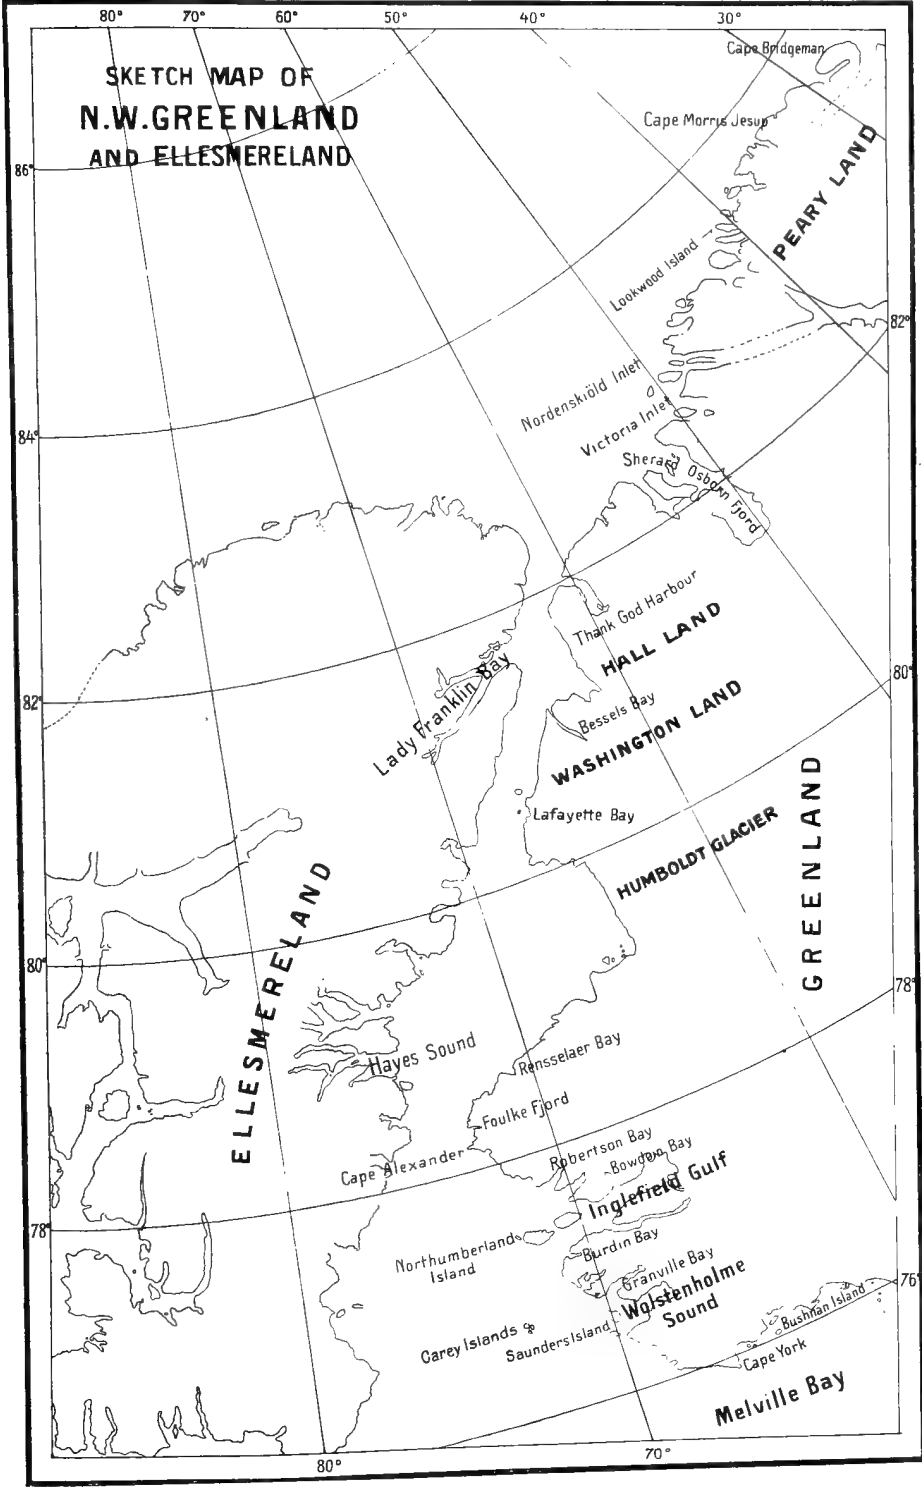 80° 70° 60° 50° 40° 30°
SKETCH MAP OF
N.W. GREENLAND
AND ELLESMERELAND
Cape Bridgeman
Cape Morris Jesup
PEARY LAND
86°
Lookwood Island
82°
Nordenskiöld Inlet
Victoria Inlet
84°
Sherard Osborn Fjord
Thank God Harbour
HALL LAND
80°
Lady Franklin Bay
82°
Bessels Bay
WASHINGTON LAND
Lafayette Bay
HUMBOLDT GLACIER
GREENLAND
ELLESMERELAND
80°
78°
Hayes Sound
Rensselaer Bay
Foulke Fjord
Cape Alexander
Robertson Bay
Bowdoin Bay
Inglefield Gulf
78°
Northumberland
Island
Burdin Bay
Granville Bay
Wolstenholme
Sound
76°
Bushnan Island
Carey Islands
Saunders Island
Cape York
Melville Bay
80°
70°